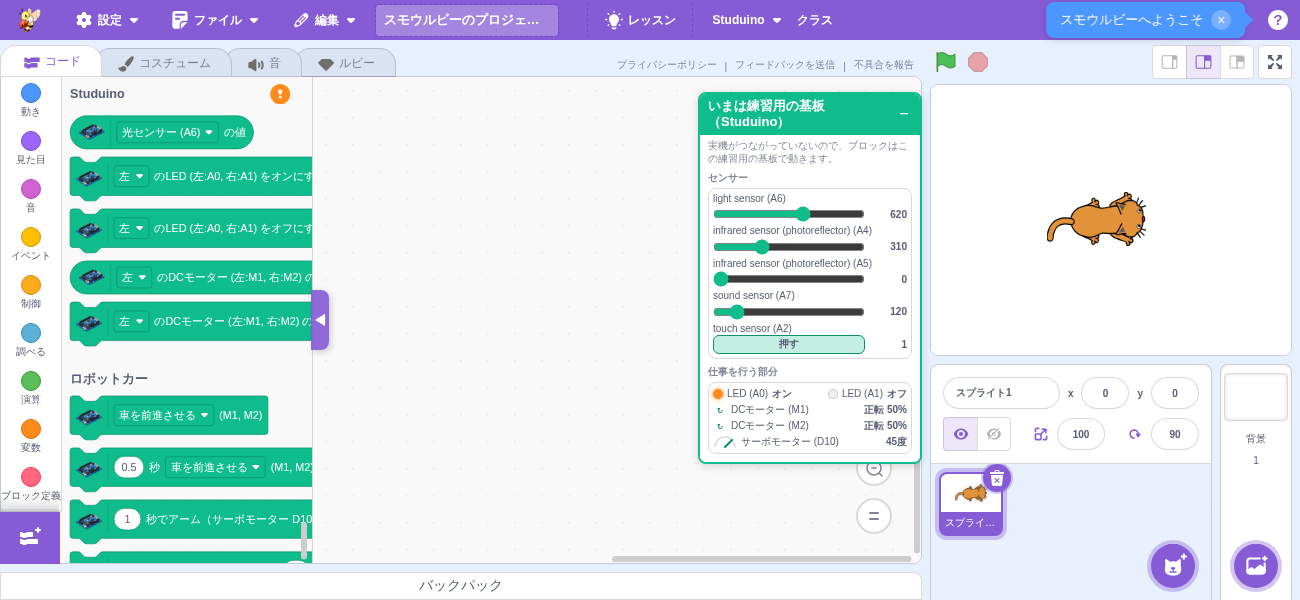 設定
ファイル
編集
スモウルビーのプロジェ…
レッスン
Studuino
クラス
スモウルビーへようこそ
コード
コスチューム
音
ルビー
プライバシーポリシー | フィードバックを送信 | 不具合を報告
動き
見た目
音
イベント
制御
調べる
演算
変数
ブロック定義
Studuino
光センサー (A6) の値
左 のLED (左:A0, 右:A1) をオンにす
左 のLED (左:A0, 右:A1) をオフにす
左 のDCモーター (左:M1, 右:M2) の
左 のDCモーター (左:M1, 右:M2) の
ロボットカー
車を前進させる (M1, M2)
0.5 秒 車を前進させる (M1, M2)
1 秒でアーム（サーボモーター D10
いまは練習用の基板
（Studuino）
実機がつながっていないので、ブロックはこ
の練習用の基板で動きます。
センサー
light sensor (A6)
620
infrared sensor (photoreflector) (A4)
310
infrared sensor (photoreflector) (A5)
0
sound sensor (A7)
120
touch sensor (A2)
押す 1
仕事を行う部分
LED (A0) オン LED (A1) オフ
DCモーター (M1) 正転 50%
DCモーター (M2) 正転 50%
サーボモーター (D10) 45度
バックパック
スプライト1 x 0 y 0
100 90
スプライ…
背景
1